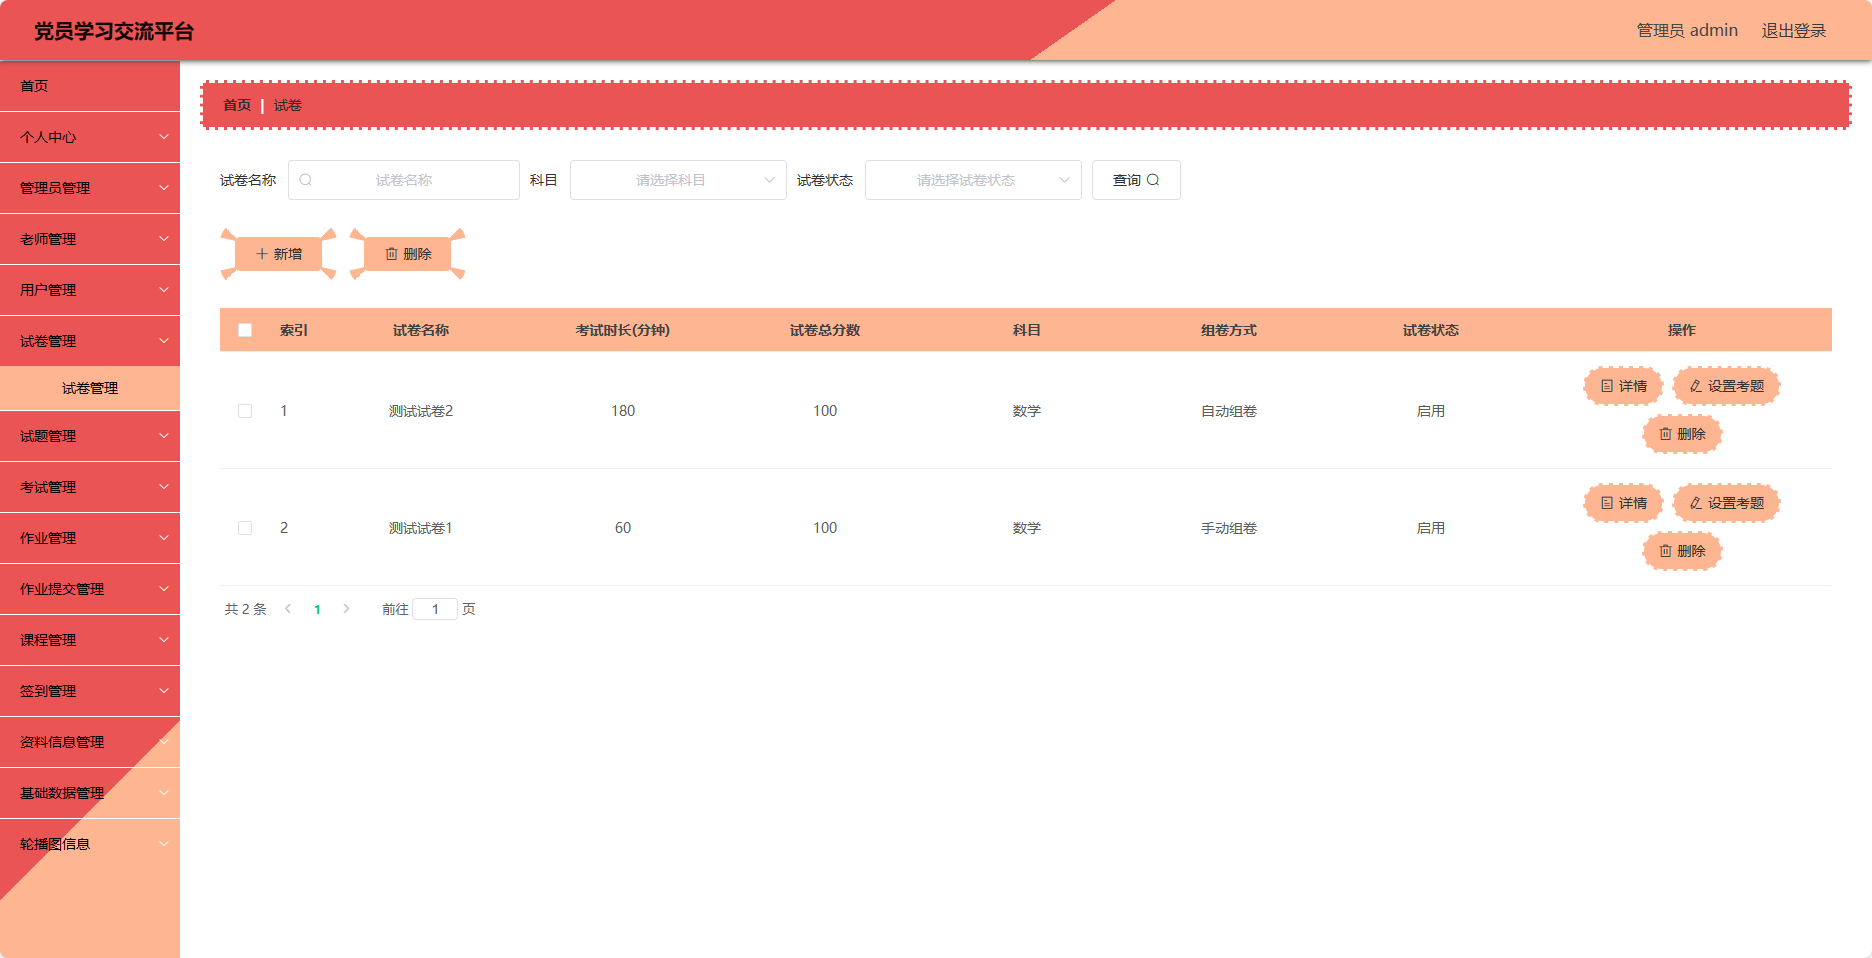 党员学习交流平台
管理员 admin 退出登录
首页
个人中心
管理员管理
老师管理
用户管理
试卷管理
试卷管理
试题管理
考试管理
作业管理
作业提交管理
课程管理
签到管理
资料信息管理
基础数据管理
轮播图信息
首页 | 试卷
试卷名称 试卷名称 科目 请选择科目 试卷状态 请选择试卷状态 查询
新增 删除
索引 试卷名称 考试时长(分钟) 试卷总分数 科目 组卷方式 试卷状态 操作
1 测试试卷2 180 100 数学 自动组卷 启用 详情 设置考题
删除
2 测试试卷1 60 100 数学 手动组卷 启用 详情 设置考题
删除
共 2 条 1 前往 1 页